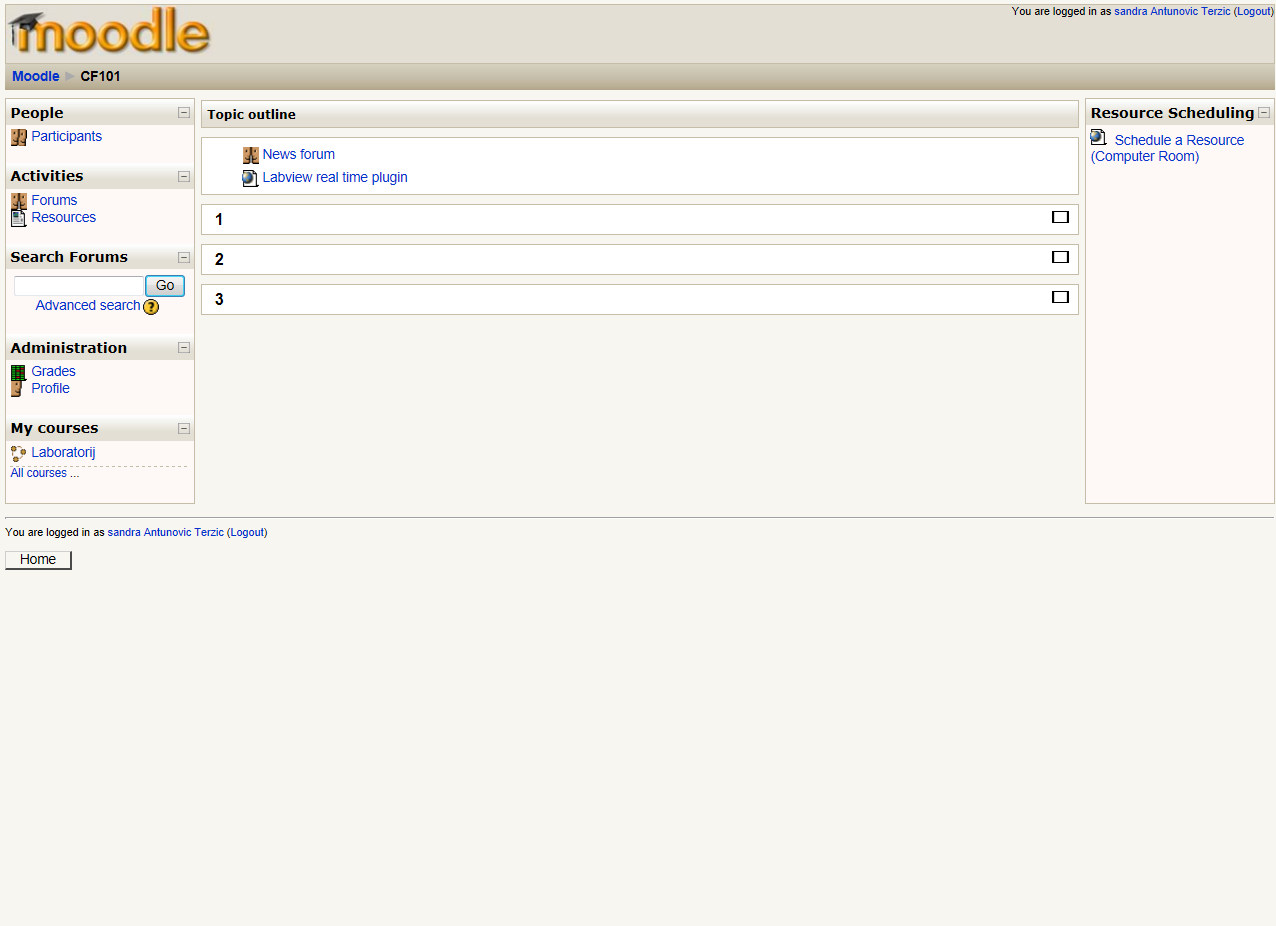 moodle
You are logged in as sandra Antunovic Terzic (Logout)
Moodle ► CF101
People
Participants
Activities
Forums
Resources
Search Forums
Go
Advanced search ?
Administration
Grades
Profile
My courses
Laboratorij
All courses ...
Topic outline
News forum
Labview real time plugin
1
2
3
Resource Scheduling
Schedule a Resource
(Computer Room)
You are logged in as sandra Antunovic Terzic (Logout)
Home